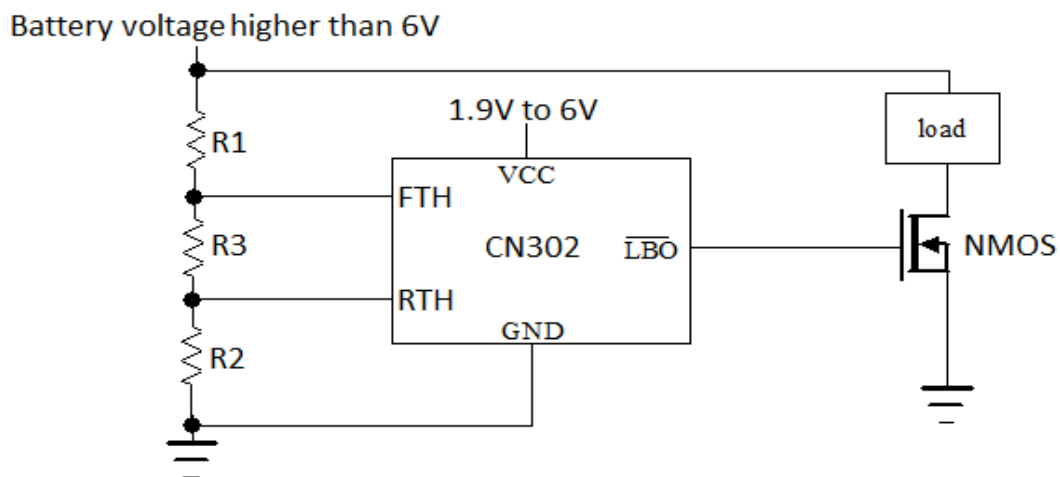 Battery voltage higher than 6V
R1
R3
R2
1.9V to 6V
VCC
FTH
CN302
LBO
RTH
GND
load
NMOS